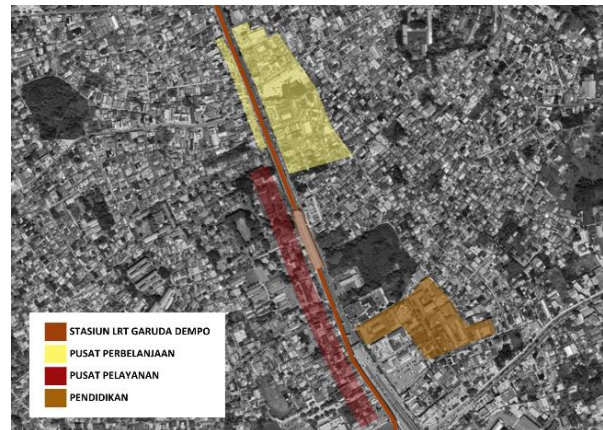 STASIUN LRT GARUDA DEMPO
PUSAT PERBELANJAAN
PUSAT PELAYANAN
PENDIDIKAN